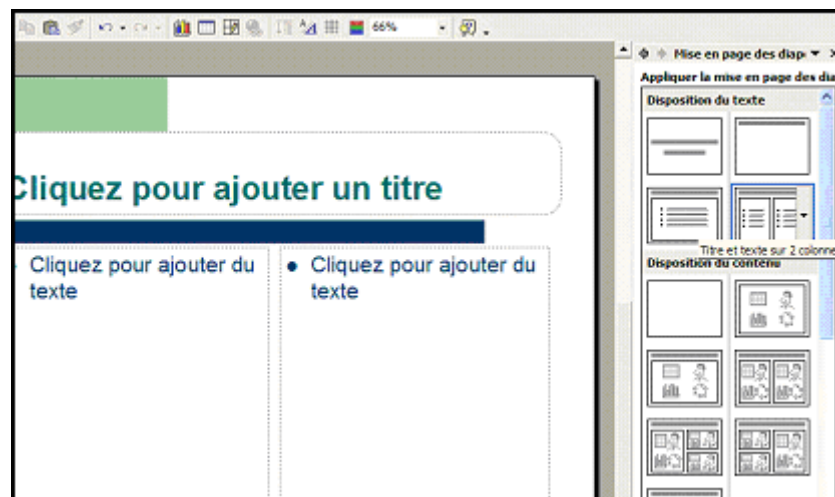 66%
Mise en page des diap
Appliquer la mise en page des dia
Disposition du texte
Cliquez pour ajouter un titre
Titre et texte sur 2 colonne
Disposition du contenu
Cliquez pour ajouter du
texte
Cliquez pour ajouter du
texte